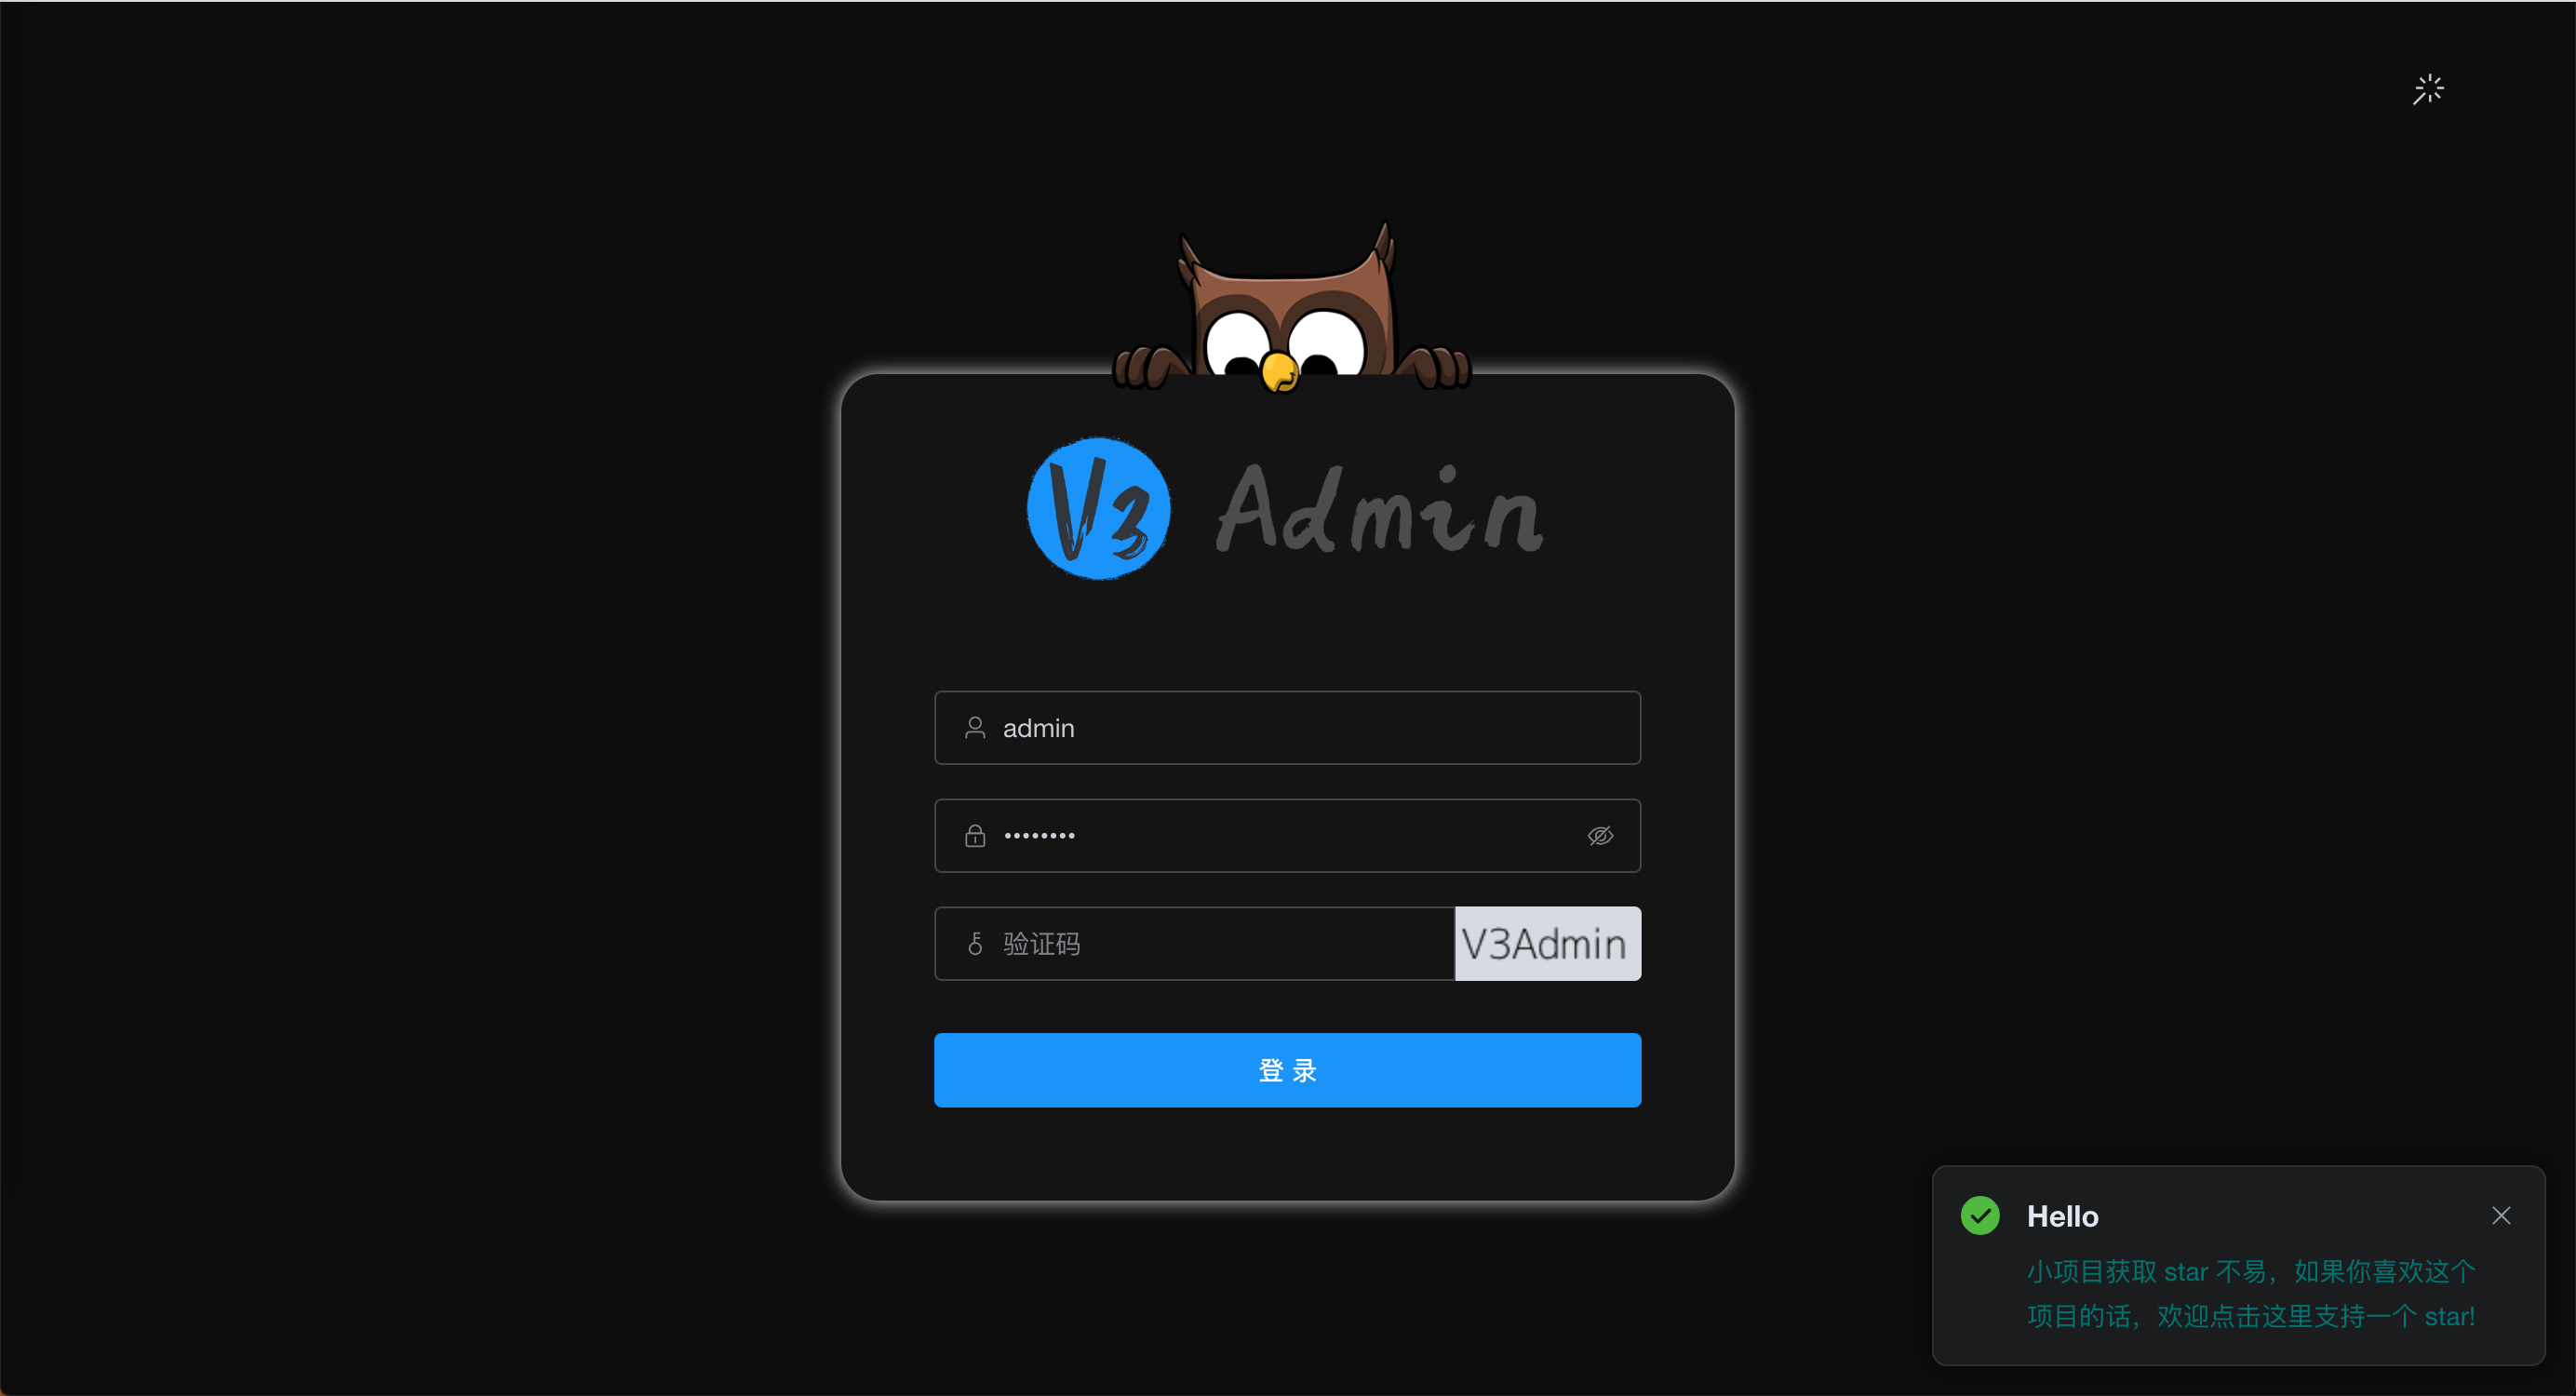 V3 Admin
admin
验证码
V3Admin
登 录
Hello
小项目获取 star 不易，如果你喜欢这个
项目的话，欢迎点击这里支持一个 star!